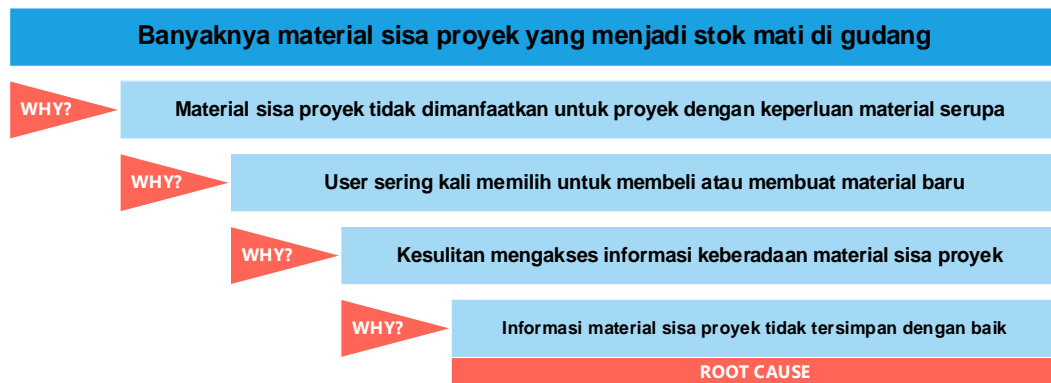 Banyaknya material sisa proyek yang menjadi stok mati di gudang
WHY?
Material sisa proyek tidak dimanfaatkan untuk proyek dengan keperluan material serupa
WHY?
User sering kali memilih untuk membeli atau membuat material baru
WHY?
Kesulitan mengakses informasi keberadaan material sisa proyek
WHY?
Informasi material sisa proyek tidak tersimpan dengan baik
ROOT CAUSE